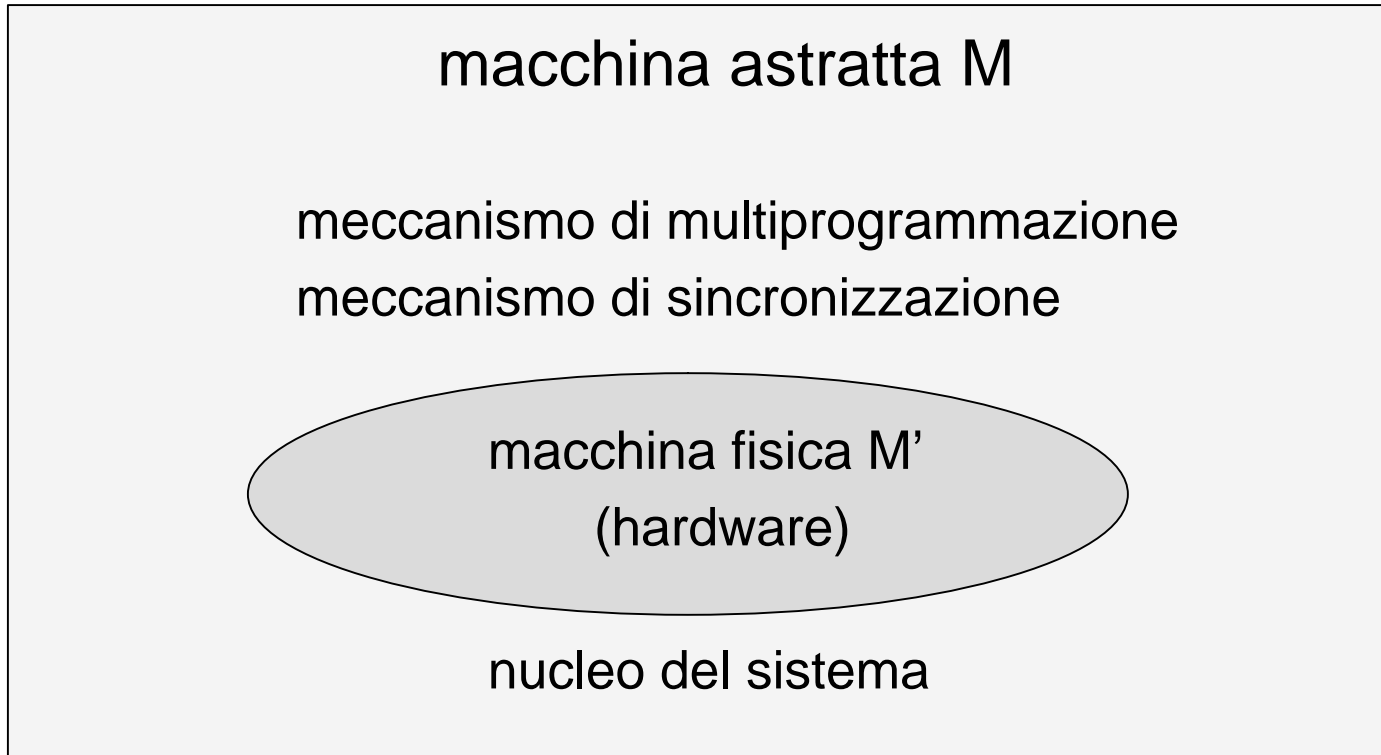 macchina astratta M
meccanismo di multiprogrammazione
meccanismo di sincronizzazione
macchina fisica M’
(hardware)
nucleo del sistema